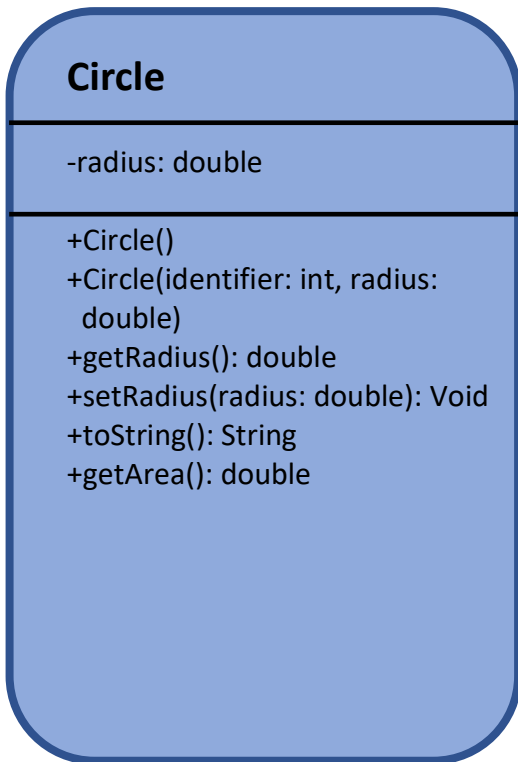 Circle
-radius: double
+Circle()
+Circle(identifier: int, radius:
double)
+getRadius(): double
+setRadius(radius: double): Void
+toString(): String
+getArea(): double